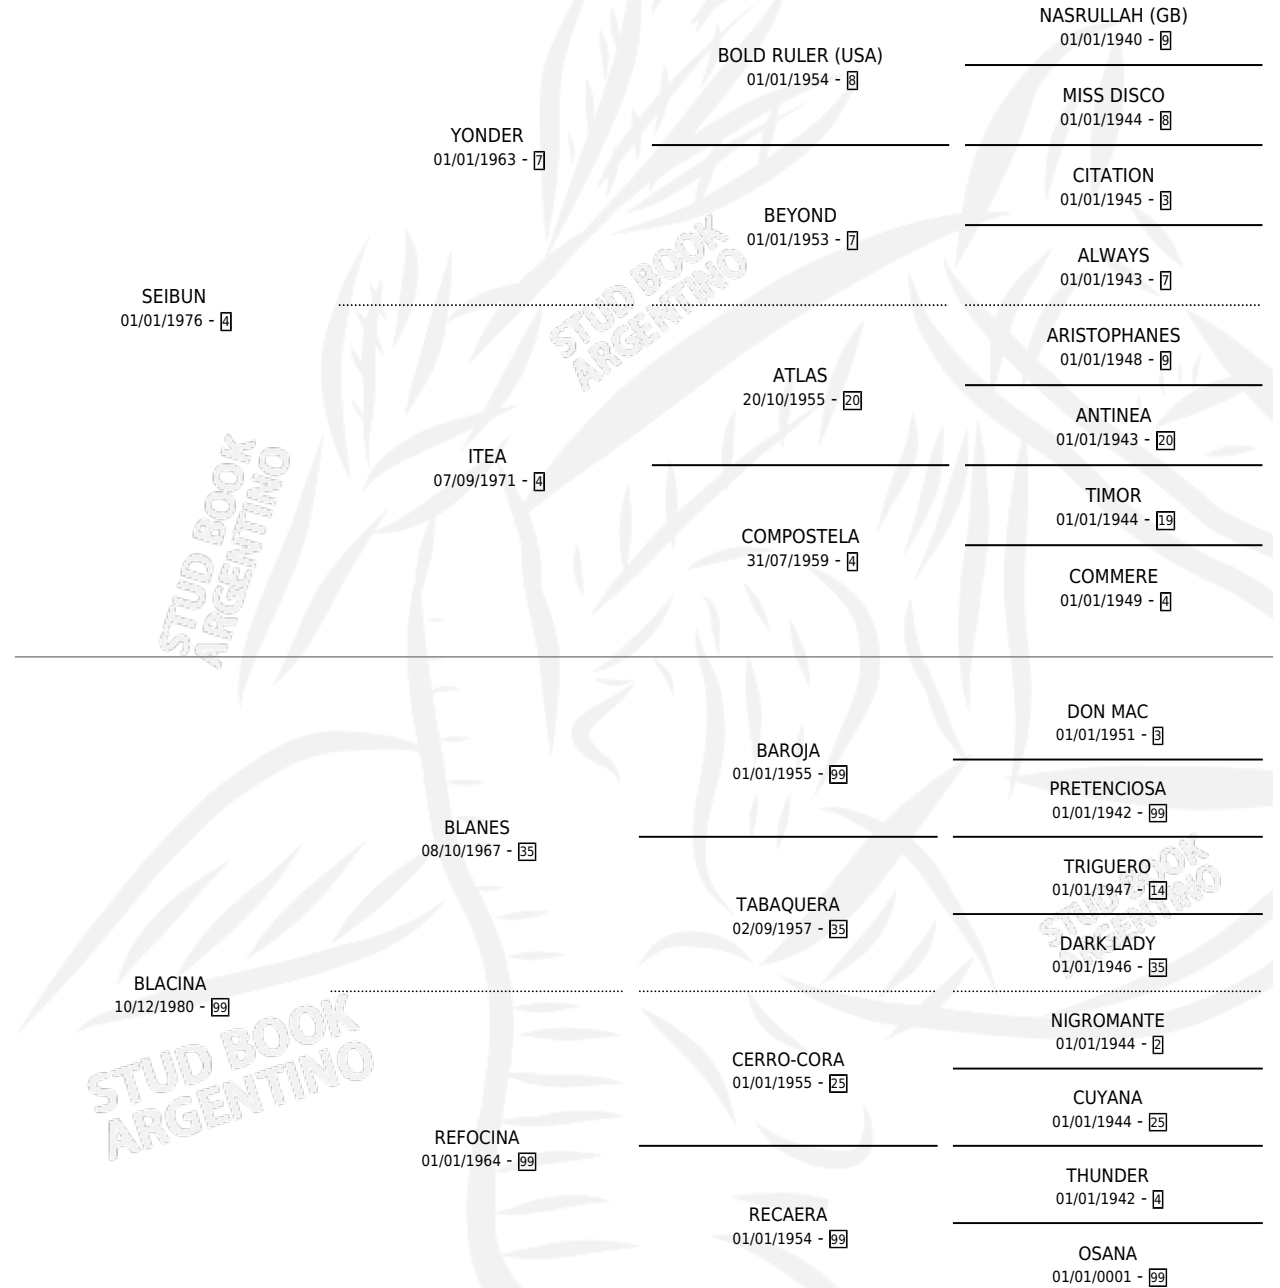 NASRULLAH (GB)
01/01/1940 - 9
BOLD RULER (USA)
01/01/1954 - 8
MISS DISCO
01/01/1944 - 8
YONDER
01/01/1963 - 7
CITATION
01/01/1945 - 3
BEYOND
01/01/1953 - 7
ALWAYS
01/01/1943 - 7
SEIBUN
01/01/1976 - 4
ARISTOPHANES
01/01/1948 - 9
ATLAS
20/10/1955 - 20
ANTINEA
01/01/1943 - 20
ITEA
07/09/1971 - 4
TIMOR
01/01/1944 - 19
COMPOSTELA
31/07/1959 - 4
COMMERE
01/01/1949 - 4
STUD BOOK
ARGENTINO
STUD BOOK
ARGENTINO
DON MAC
01/01/1951 - 3
BAROJA
01/01/1955 - 99
PRETENCIOSA
01/01/1942 - 99
BLANES
08/10/1967 - 35
TRIGUERO
01/01/1947 - 14
TABAQUERA
02/09/1957 - 35
DARK LADY
01/01/1946 - 35
BLACINA
10/12/1980 - 99
NIGROMANTE
01/01/1944 - 2
CERRO-CORA
01/01/1955 - 25
CUYANA
01/01/1944 - 25
REFOCINA
01/01/1964 - 99
THUNDER
01/01/1942 - 4
RECAERA
01/01/1954 - 99
OSANA
01/01/0001 - 99
STUD BOOK
ARGENTINO
STUD BOOK
ARGENTINO